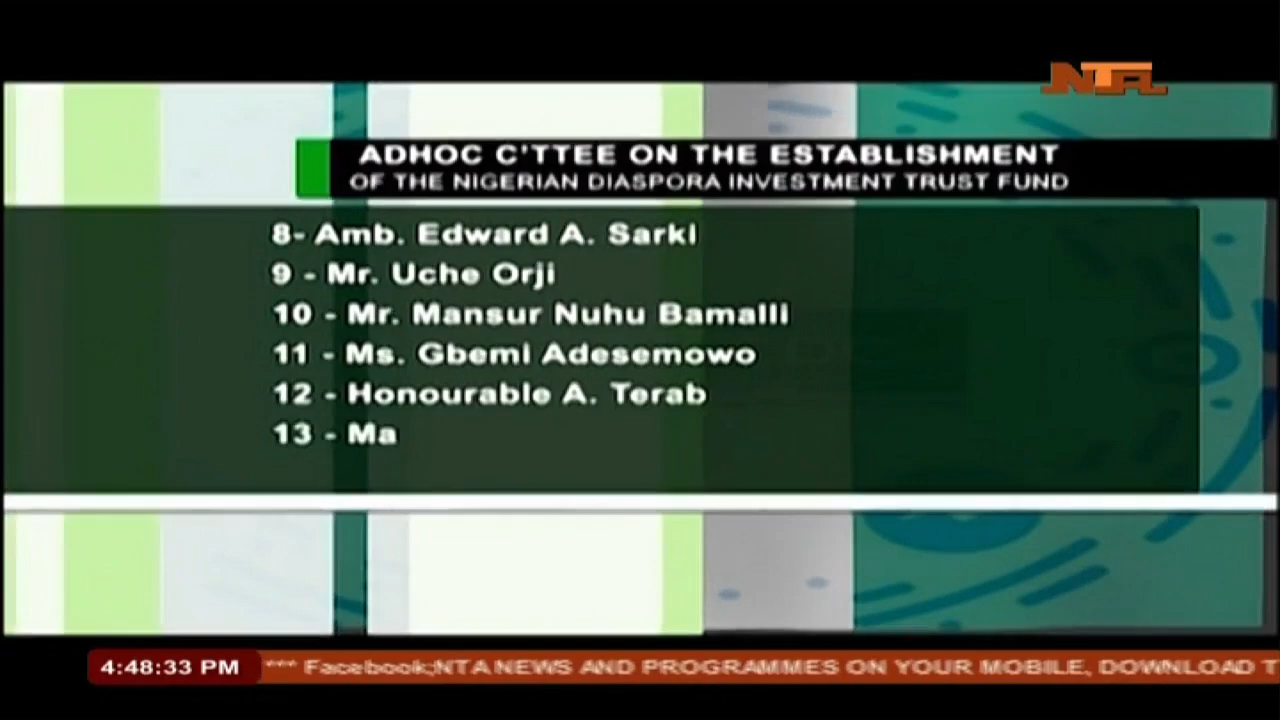 NTA
ADHOC C'TTEE ON THE ESTABLISHMENT
OF THE NIGERIAN DIASPORA INVESTMENT TRUST FUND
8- Amb. Edward A. Sarki
9 - Mr. Uche Orji
10 - Mr. Mansur Nuhu Bamalli
11 - Ms. Gbemi Adesemowo
12 - Honourable A. Terab
13 - Ma
4:48:33 PM *** Facebook;NTA NEWS AND PROGRAMMES ON YOUR MOBILE, DOWNLOAD T